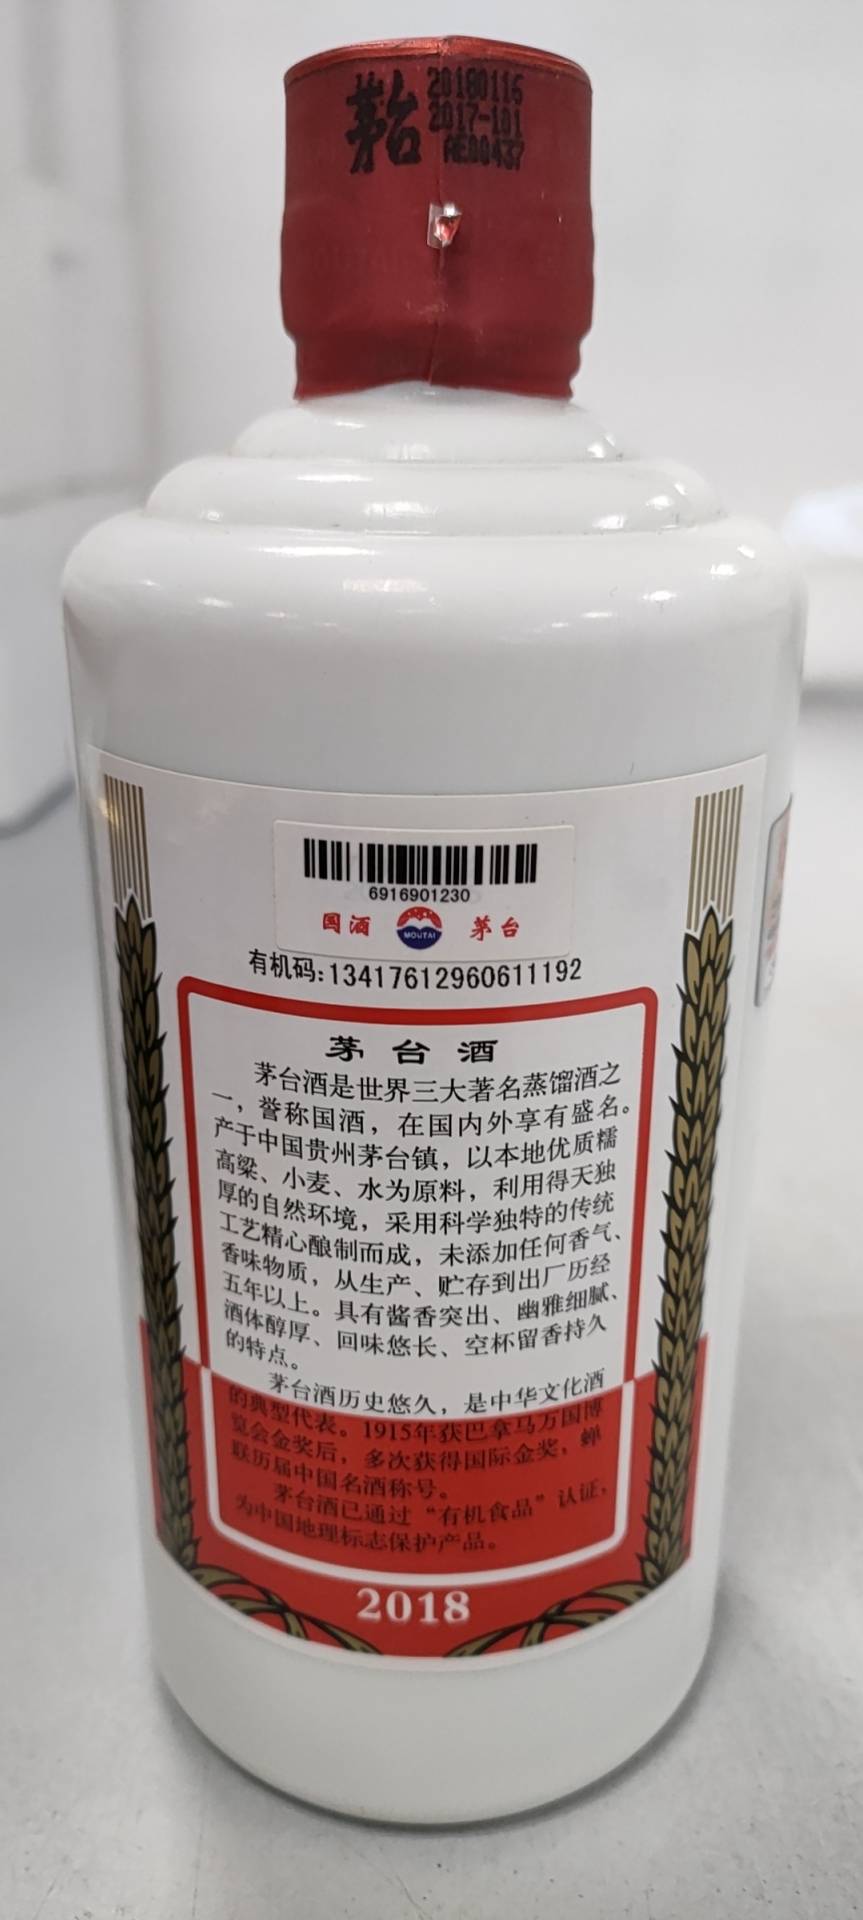 茅台
20180116
2017-101
AE00437
6916901230
国酒 MOUTAI 茅台
有机码:13417612960611192
茅台酒
茅台酒是世界三大著名蒸馏酒之
一，誉称国酒，在国内外享有盛名。
产于中国贵州茅台镇，以本地优质糯
高粱、小麦、水为原料，利用得天独
厚的自然环境，采用科学独特的传统
工艺精心酿制而成，未添加任何香气、
香味物质，从生产、贮存到出厂历经
五年以上。具有酱香突出、幽雅细腻、
酒体醇厚、回味悠长、空杯留香持久
的特点。
茅台酒历史悠久，是中华文化酒
的典型代表。1915年获巴拿马万国博
览会金奖后，多次获得国际金奖，蝉
联历届中国名酒称号。
茅台酒已通过“有机食品”认证，
为中国地理标志保护产品。
2018